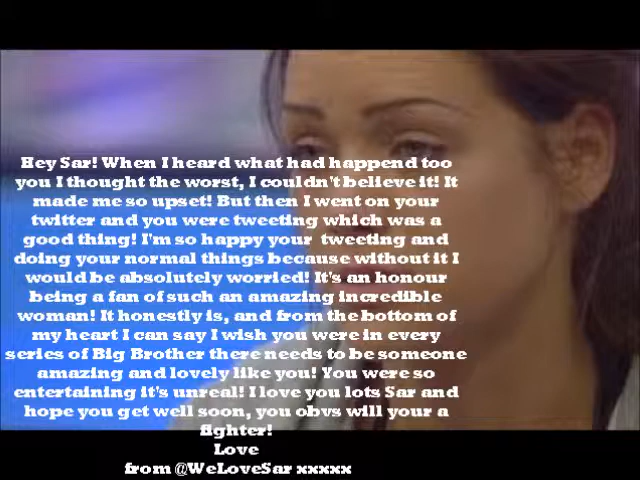 Hey Sar! When I heard what had happend too
you I thought the worst, I couldn't believe it! It
made me so upset! But then I went on your
twitter and you were tweeting which was a
good thing! I'm so happy your tweeting and
doing your normal things because without it I
would be absolutely worried! It's an honour
being a fan of such an amazing incredible
woman! It honestly is, and from the bottom of
my heart I can say I wish you were in every
series of Big Brother there needs to be someone
amazing and lovely like you! You were so
entertaining it's unreal! I love you lots Sar and
hope you get well soon, you obvs will your a
fighter!
Love
from @WeLoveSar xxxxx